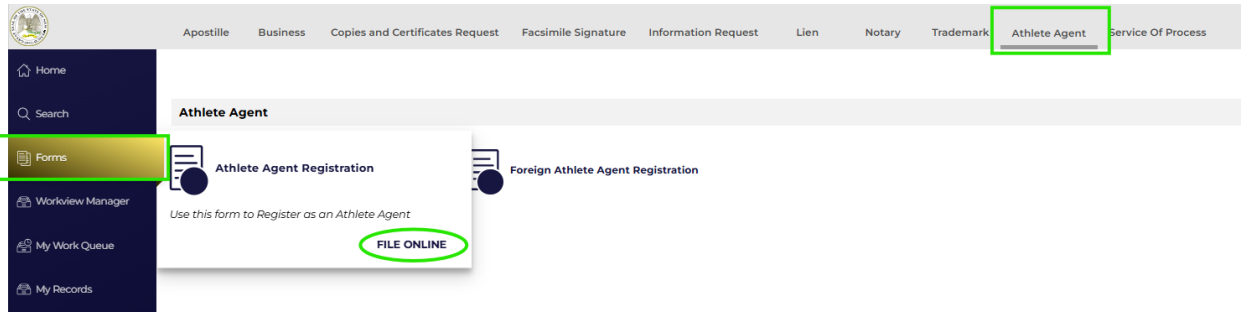 Apostille Business Copies and Certificates Request Facsimile Signature Information Request Lien Notary Trademark Athlete Agent Service Of Process
Home
Search
Forms
Workview Manager
My Work Queue
My Records
Athlete Agent
Athlete Agent Registration
Use this form to Register as an Athlete Agent
FILE ONLINE
Foreign Athlete Agent Registration